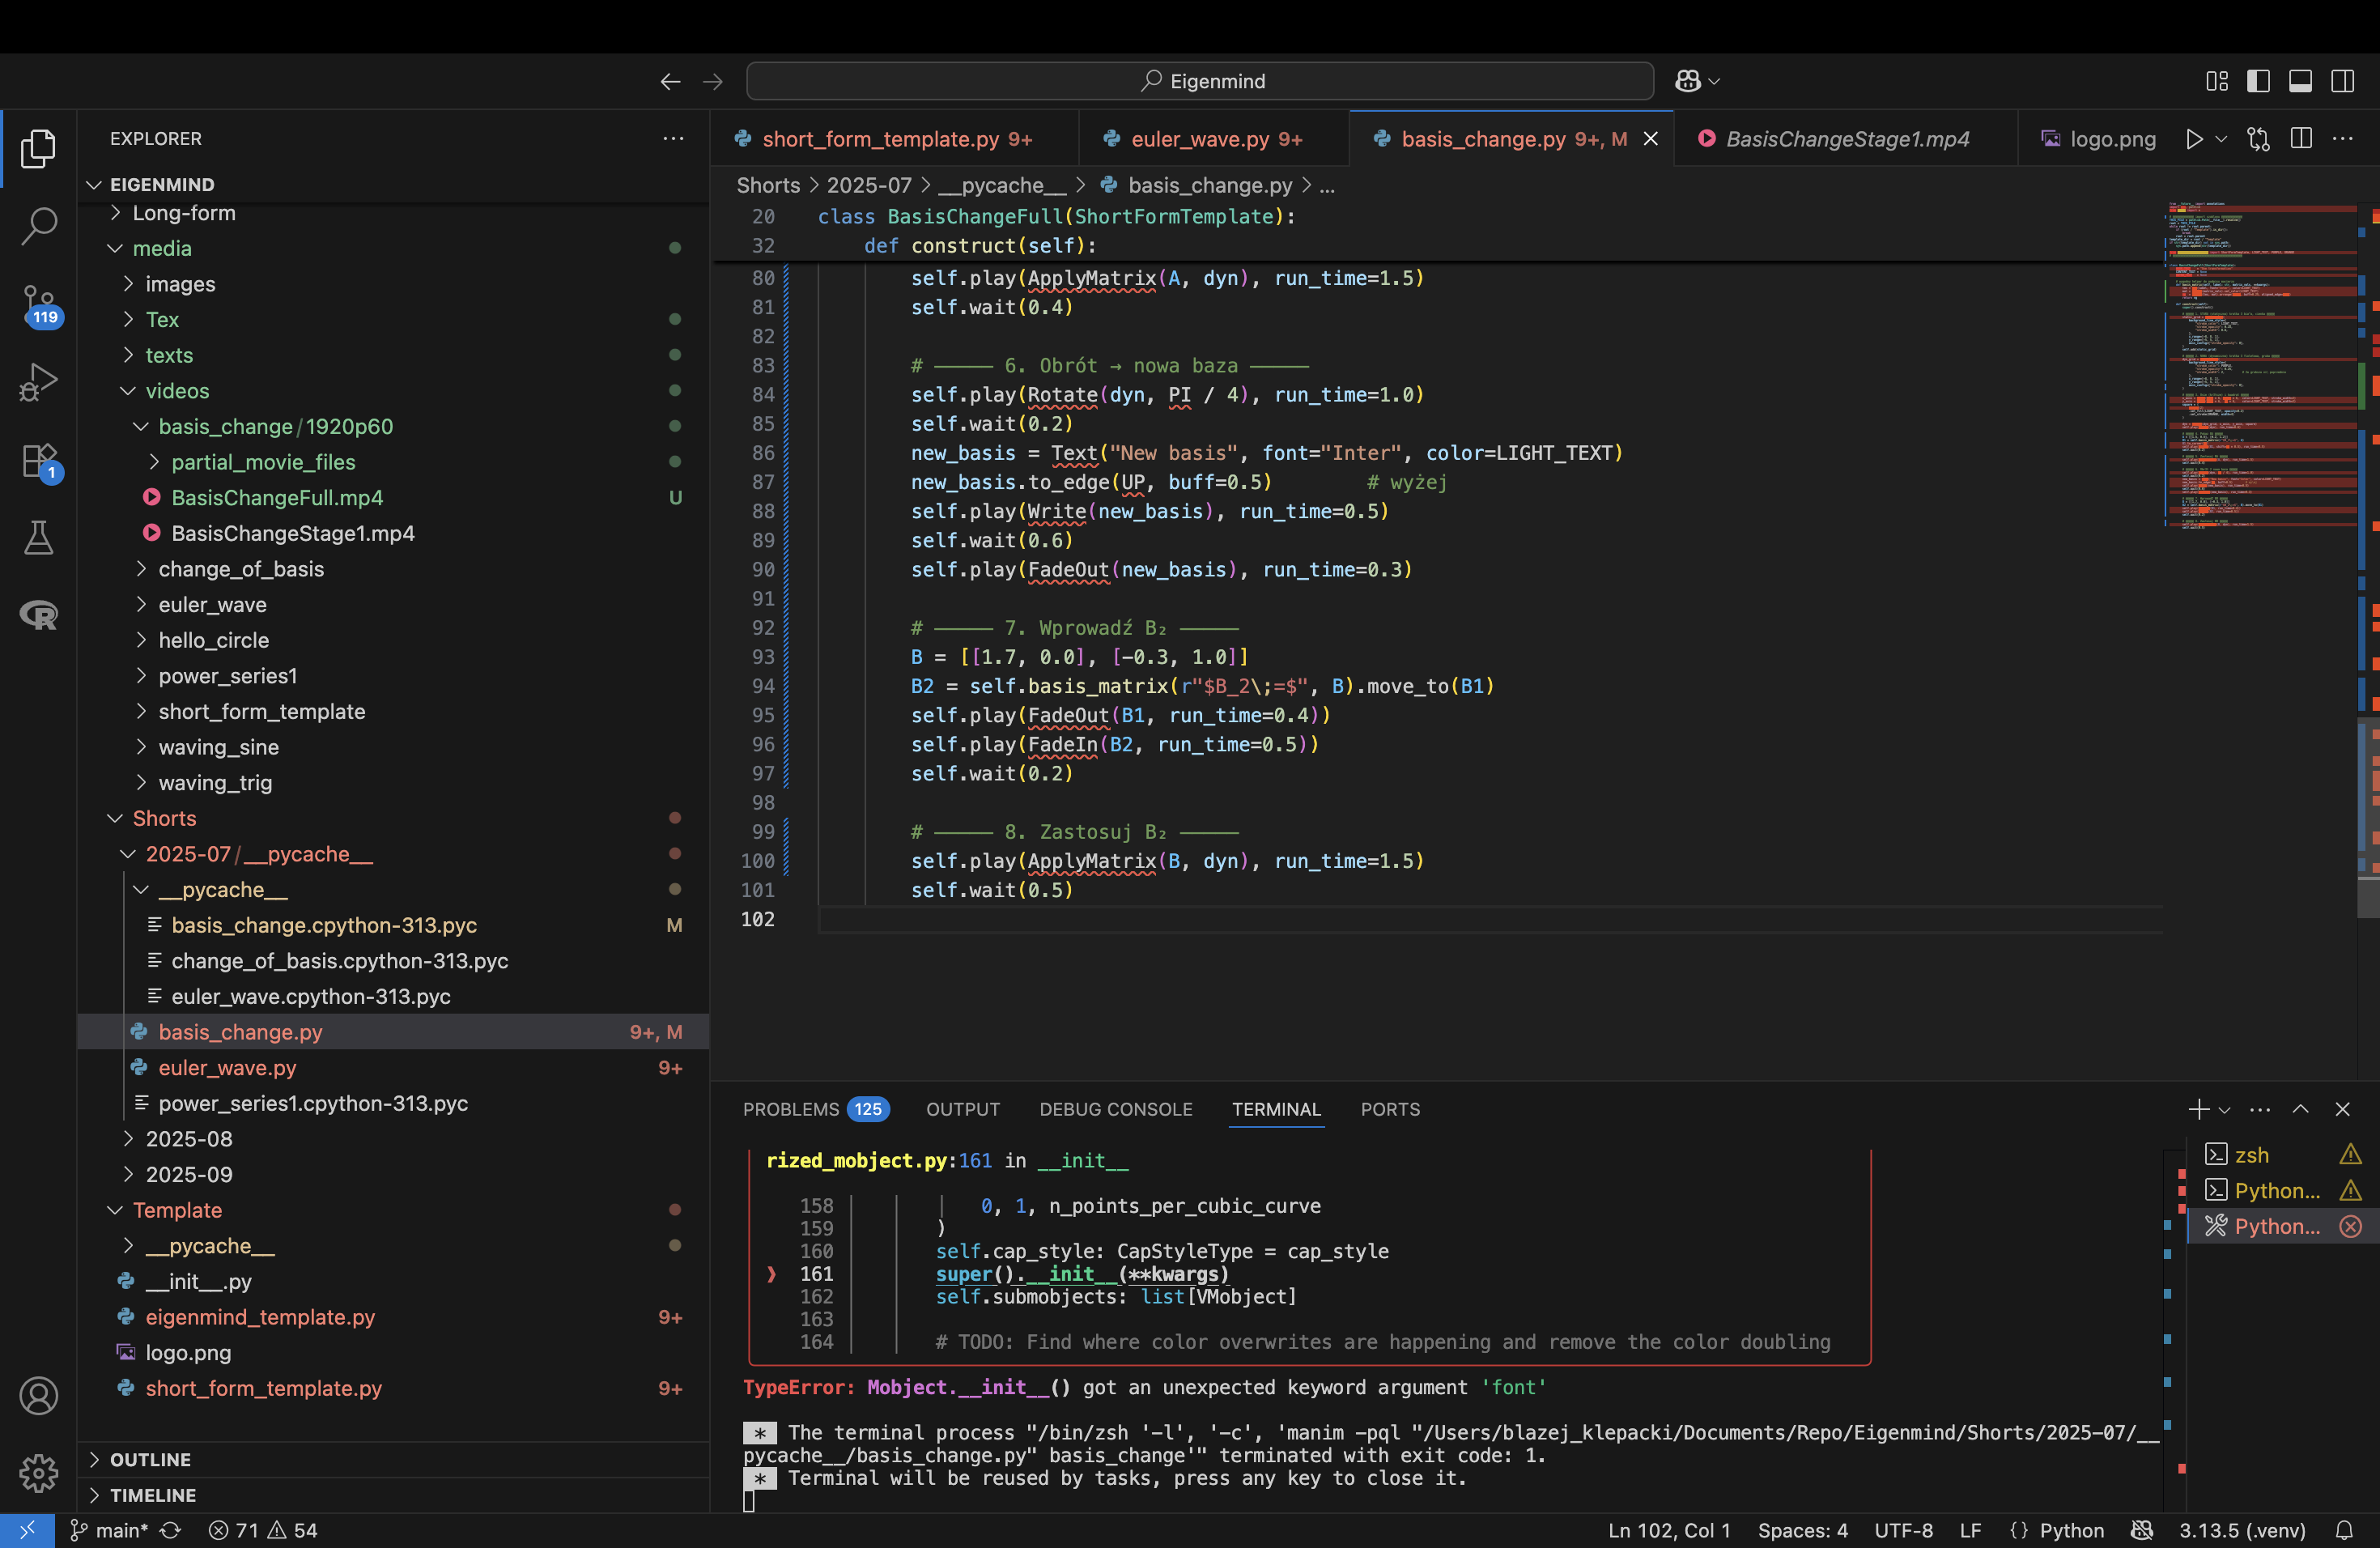 Eigenmind
EXPLORER
EIGENMIND
Long-form
media
images
Tex
texts
videos
basis_change/1920p60
partial_movie_files
BasisChangeFull.mp4 U
BasisChangeStage1.mp4
change_of_basis
euler_wave
hello_circle
power_series1
short_form_template
waving_sine
waving_trig
Shorts
2025-07/__pycache__
__pycache__
basis_change.cpython-313.pyc M
change_of_basis.cpython-313.pyc
euler_wave.cpython-313.pyc
basis_change.py 9+, M
euler_wave.py 9+
power_series1.cpython-313.pyc
2025-08
2025-09
Template
__pycache__
__init__.py
eigenmind_template.py 9+
logo.png
short_form_template.py 9+
OUTLINE
TIMELINE
119
1
short_form_template.py 9+
euler_wave.py 9+
basis_change.py 9+, M
BasisChangeStage1.mp4
logo.png
Shorts > 2025-07 > __pycache__ > basis_change.py > ...
20 class BasisChangeFull(ShortFormTemplate):
32 def construct(self):
80 self.play(ApplyMatrix(A, dyn), run_time=1.5)
81 self.wait(0.4)
82
83 # ───── 6. Obrót → nowa baza ─────
84 self.play(Rotate(dyn, PI / 4), run_time=1.0)
85 self.wait(0.2)
86 new_basis = Text("New basis", font="Inter", color=LIGHT_TEXT)
87 new_basis.to_edge(UP, buff=0.5) # wyżej
88 self.play(Write(new_basis), run_time=0.5)
89 self.wait(0.6)
90 self.play(FadeOut(new_basis), run_time=0.3)
91
92 # ───── 7. Wprowadź B₂ ─────
93 B = [[1.7, 0.0], [-0.3, 1.0]]
94 B2 = self.basis_matrix(r"$B_2\;=$", B).move_to(B1)
95 self.play(FadeOut(B1, run_time=0.4))
96 self.play(FadeIn(B2, run_time=0.5))
97 self.wait(0.2)
98
99 # ───── 8. Zastosuj B₂ ─────
100 self.play(ApplyMatrix(B, dyn), run_time=1.5)
101 self.wait(0.5)
102
PROBLEMS 125 OUTPUT DEBUG CONSOLE TERMINAL PORTS
rized_mobject.py:161 in __init__
158 0, 1, n_points_per_cubic_curve
159 )
160 self.cap_style: CapStyleType = cap_style
❱ 161 super().__init__(**kwargs)
162 self.submobjects: list[VMobject]
163
164 # TODO: Find where color overwrites are happening and remove the color doubling
TypeError: Mobject.__init__() got an unexpected keyword argument 'font'
* The terminal process "/bin/zsh '-l', '-c', 'manim -pql "/Users/blazej_klepacki/Documents/Repo/Eigenmind/Shorts/2025-07/__
pycache__/basis_change.py" basis_change'" terminated with exit code: 1.
* Terminal will be reused by tasks, press any key to close it.
zsh
Python...
Python...
main* 71 54
Ln 102, Col 1 Spaces: 4 UTF-8 LF {} Python 3.13.5 (.venv)